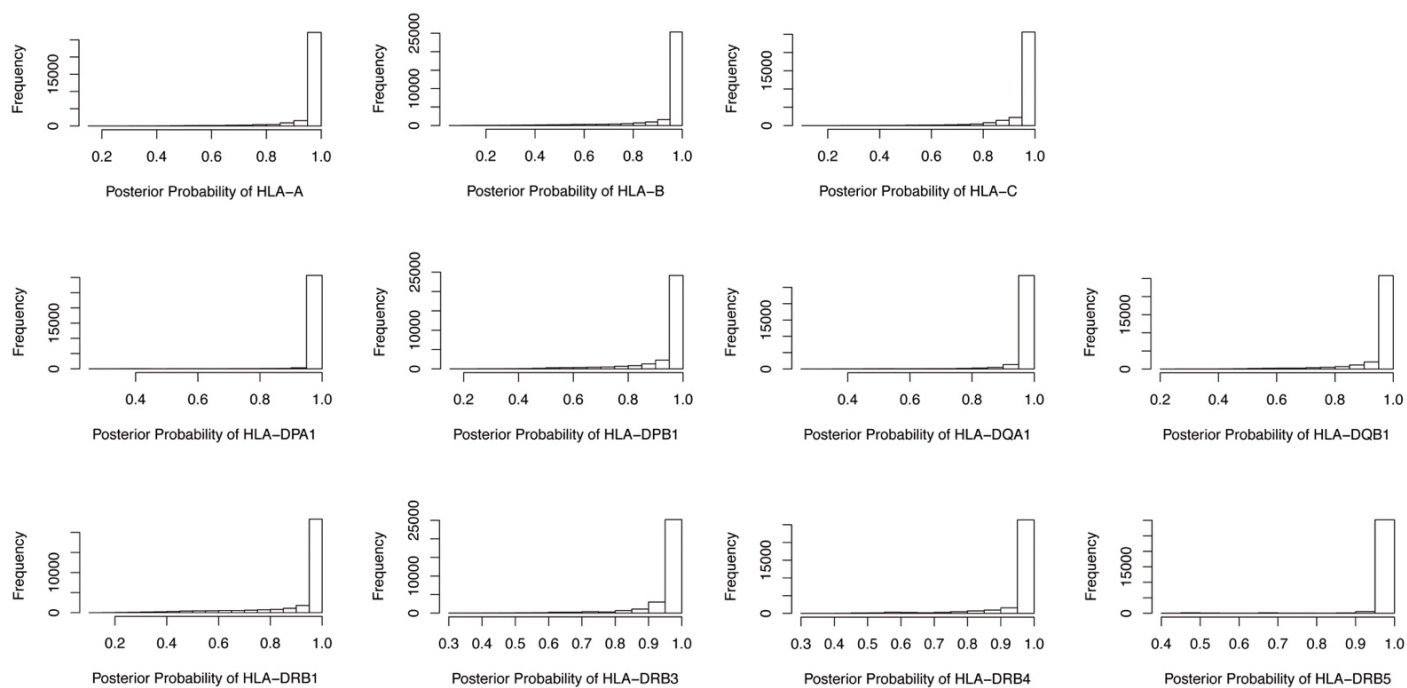 Frequency
15000
0
0.2 0.4 0.6 0.8 1.0
Posterior Probability of HLA-A
Frequency
25000
10000
0
0.2 0.4 0.6 0.8 1.0
Posterior Probability of HLA-B
Frequency
15000
0
0.2 0.4 0.6 0.8 1.0
Posterior Probability of HLA-C
Frequency
15000
0
0.4 0.6 0.8 1.0
Posterior Probability of HLA-DPA1
Frequency
25000
10000
0
0.2 0.4 0.6 0.8 1.0
Posterior Probability of HLA-DPB1
Frequency
15000
0
0.4 0.6 0.8 1.0
Posterior Probability of HLA-DQA1
Frequency
15000
0
0.2 0.4 0.6 0.8 1.0
Posterior Probability of HLA-DQB1
Frequency
10000
0
0.2 0.4 0.6 0.8 1.0
Posterior Probability of HLA-DRB1
Frequency
25000
10000
0
0.3 0.4 0.5 0.6 0.7 0.8 0.9 1.0
Posterior Probability of HLA-DRB3
Frequency
15000
0
0.3 0.4 0.5 0.6 0.7 0.8 0.9 1.0
Posterior Probability of HLA-DRB4
Frequency
15000
0
0.4 0.5 0.6 0.7 0.8 0.9 1.0
Posterior Probability of HLA-DRB5